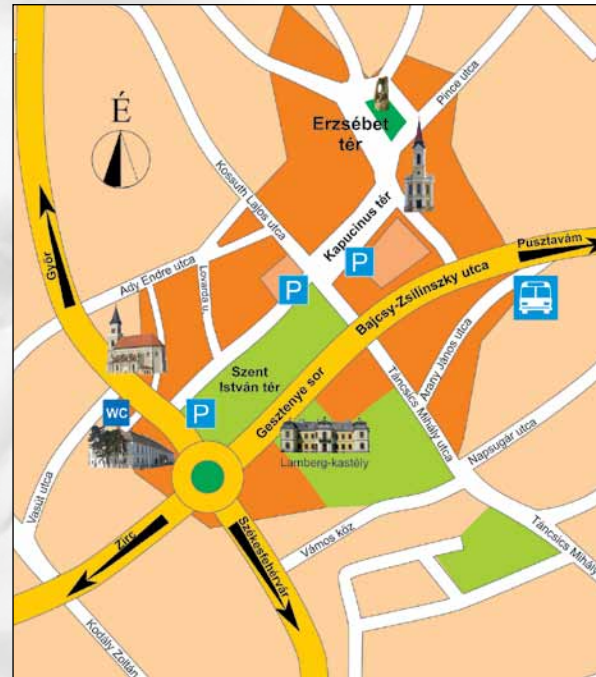 Pince utca
Erzsébet
tér
É
Kossuth Lajos utca
Kapucinus tér
P
Pusztavám
Győr
Ady Endre utca
Lovarda u.
P
Bajcsy-Zsilinszky utca
Arany János utca
Szent
István tér
Gesztenye sor
Táncsics Mihály utca
WC
P
Lamberg-kastély
Napsugár utca
Vasút utca
Zirc
Székesfehérvár
Vámos köz
Táncsics Mihály
Kodály Zoltán